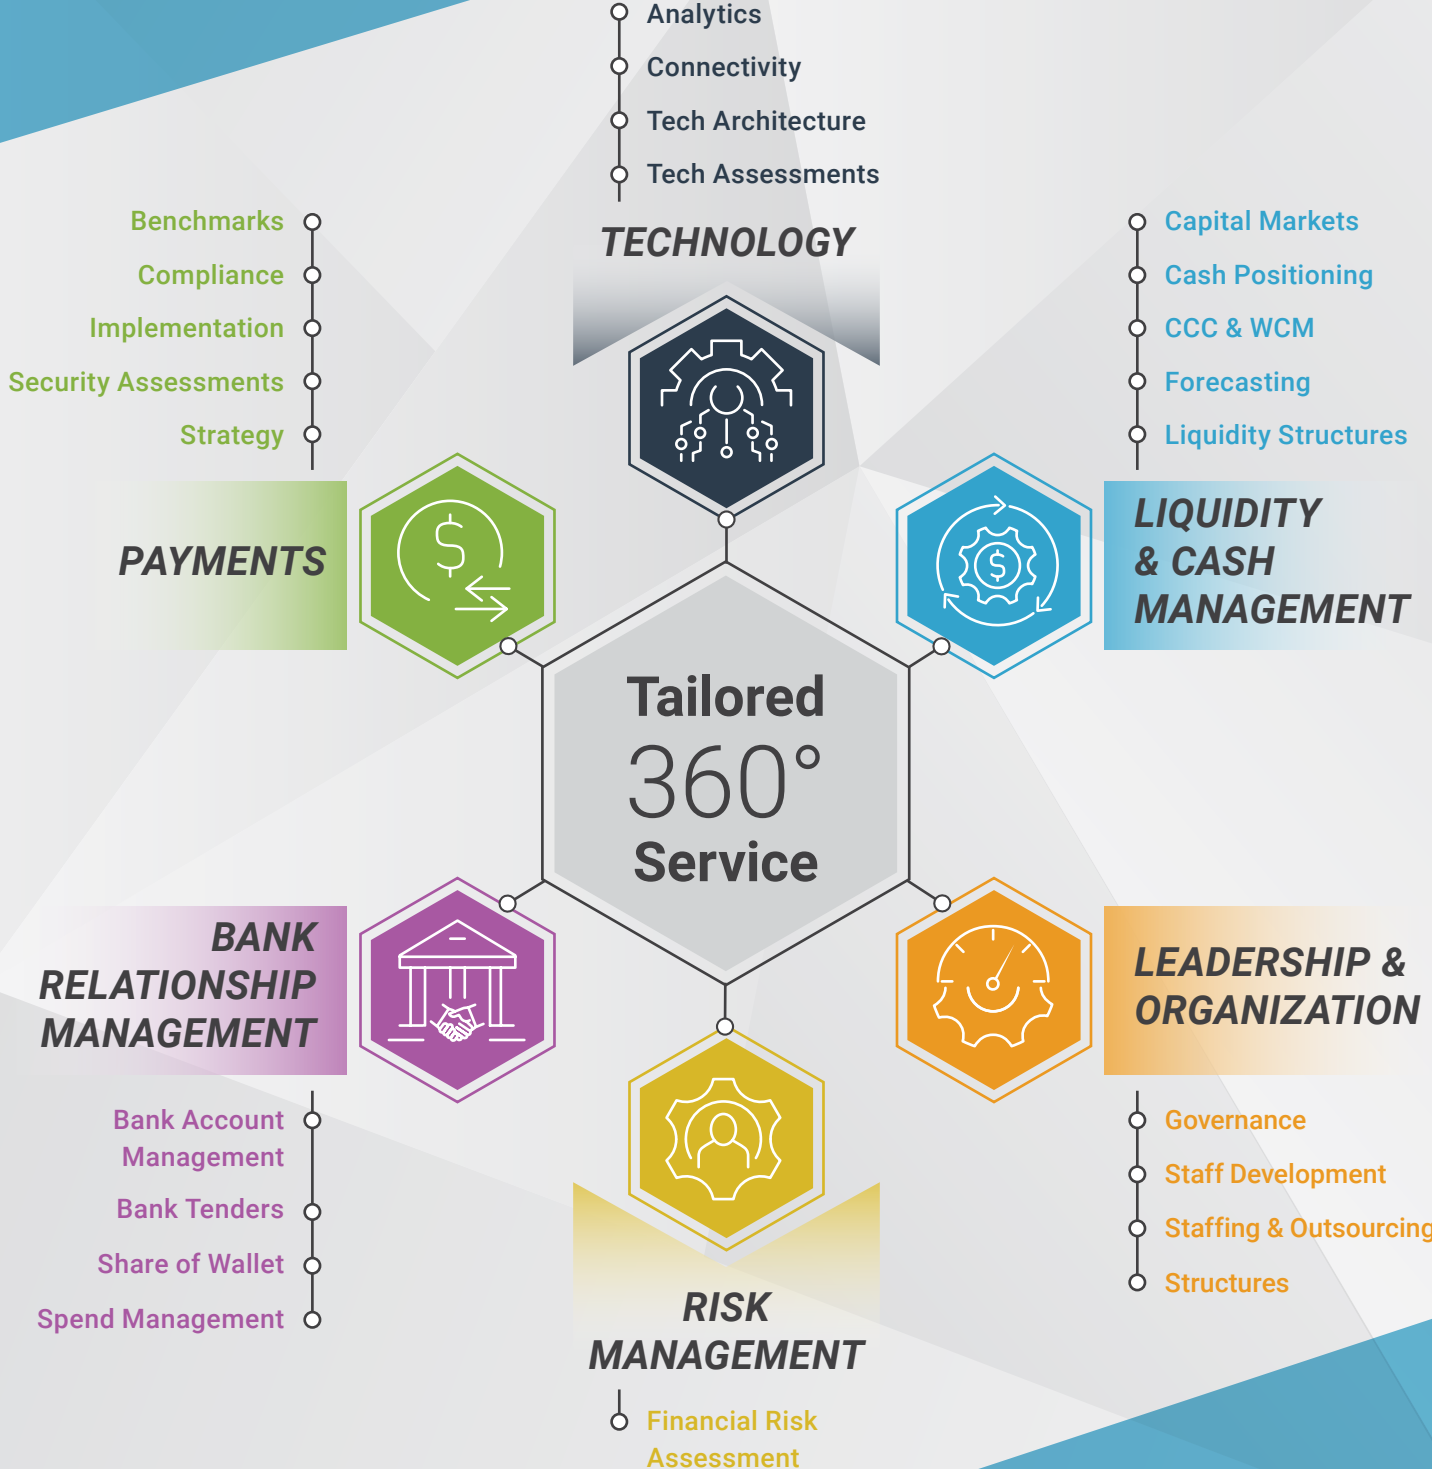 Analytics
Connectivity
Tech Architecture
Tech Assessments
TECHNOLOGY
Benchmarks
Compliance
Implementation
Security Assessments
Strategy
PAYMENTS
Capital Markets
Cash Positioning
CCC & WCM
Forecasting
Liquidity Structures
LIQUIDITY
& CASH
MANAGEMENT
Tailored
360°
Service
BANK
RELATIONSHIP
MANAGEMENT
Bank Account
Management
Bank Tenders
Share of Wallet
Spend Management
LEADERSHIP &
ORGANIZATION
Governance
Staff Development
Staffing & Outsourcing
Structures
RISK
MANAGEMENT
Financial Risk
Assessment